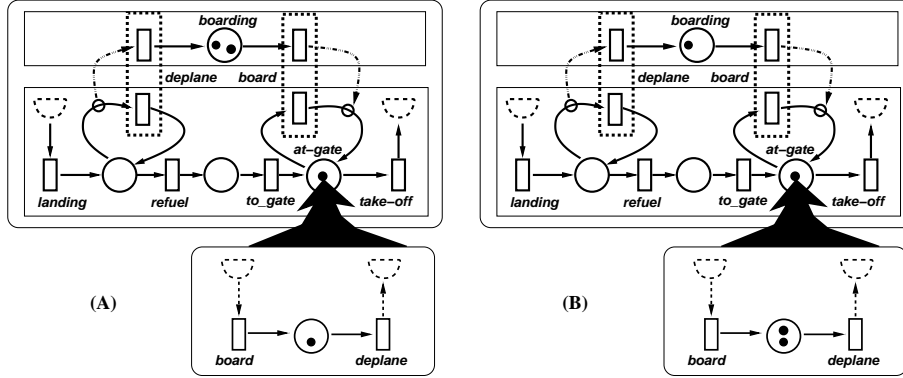 boarding
deplane board
at-gate
landing refuel to_gate take-off
(A)
board deplane
boarding
deplane board
at-gate
landing refuel to_gate take-off
(B)
board deplane